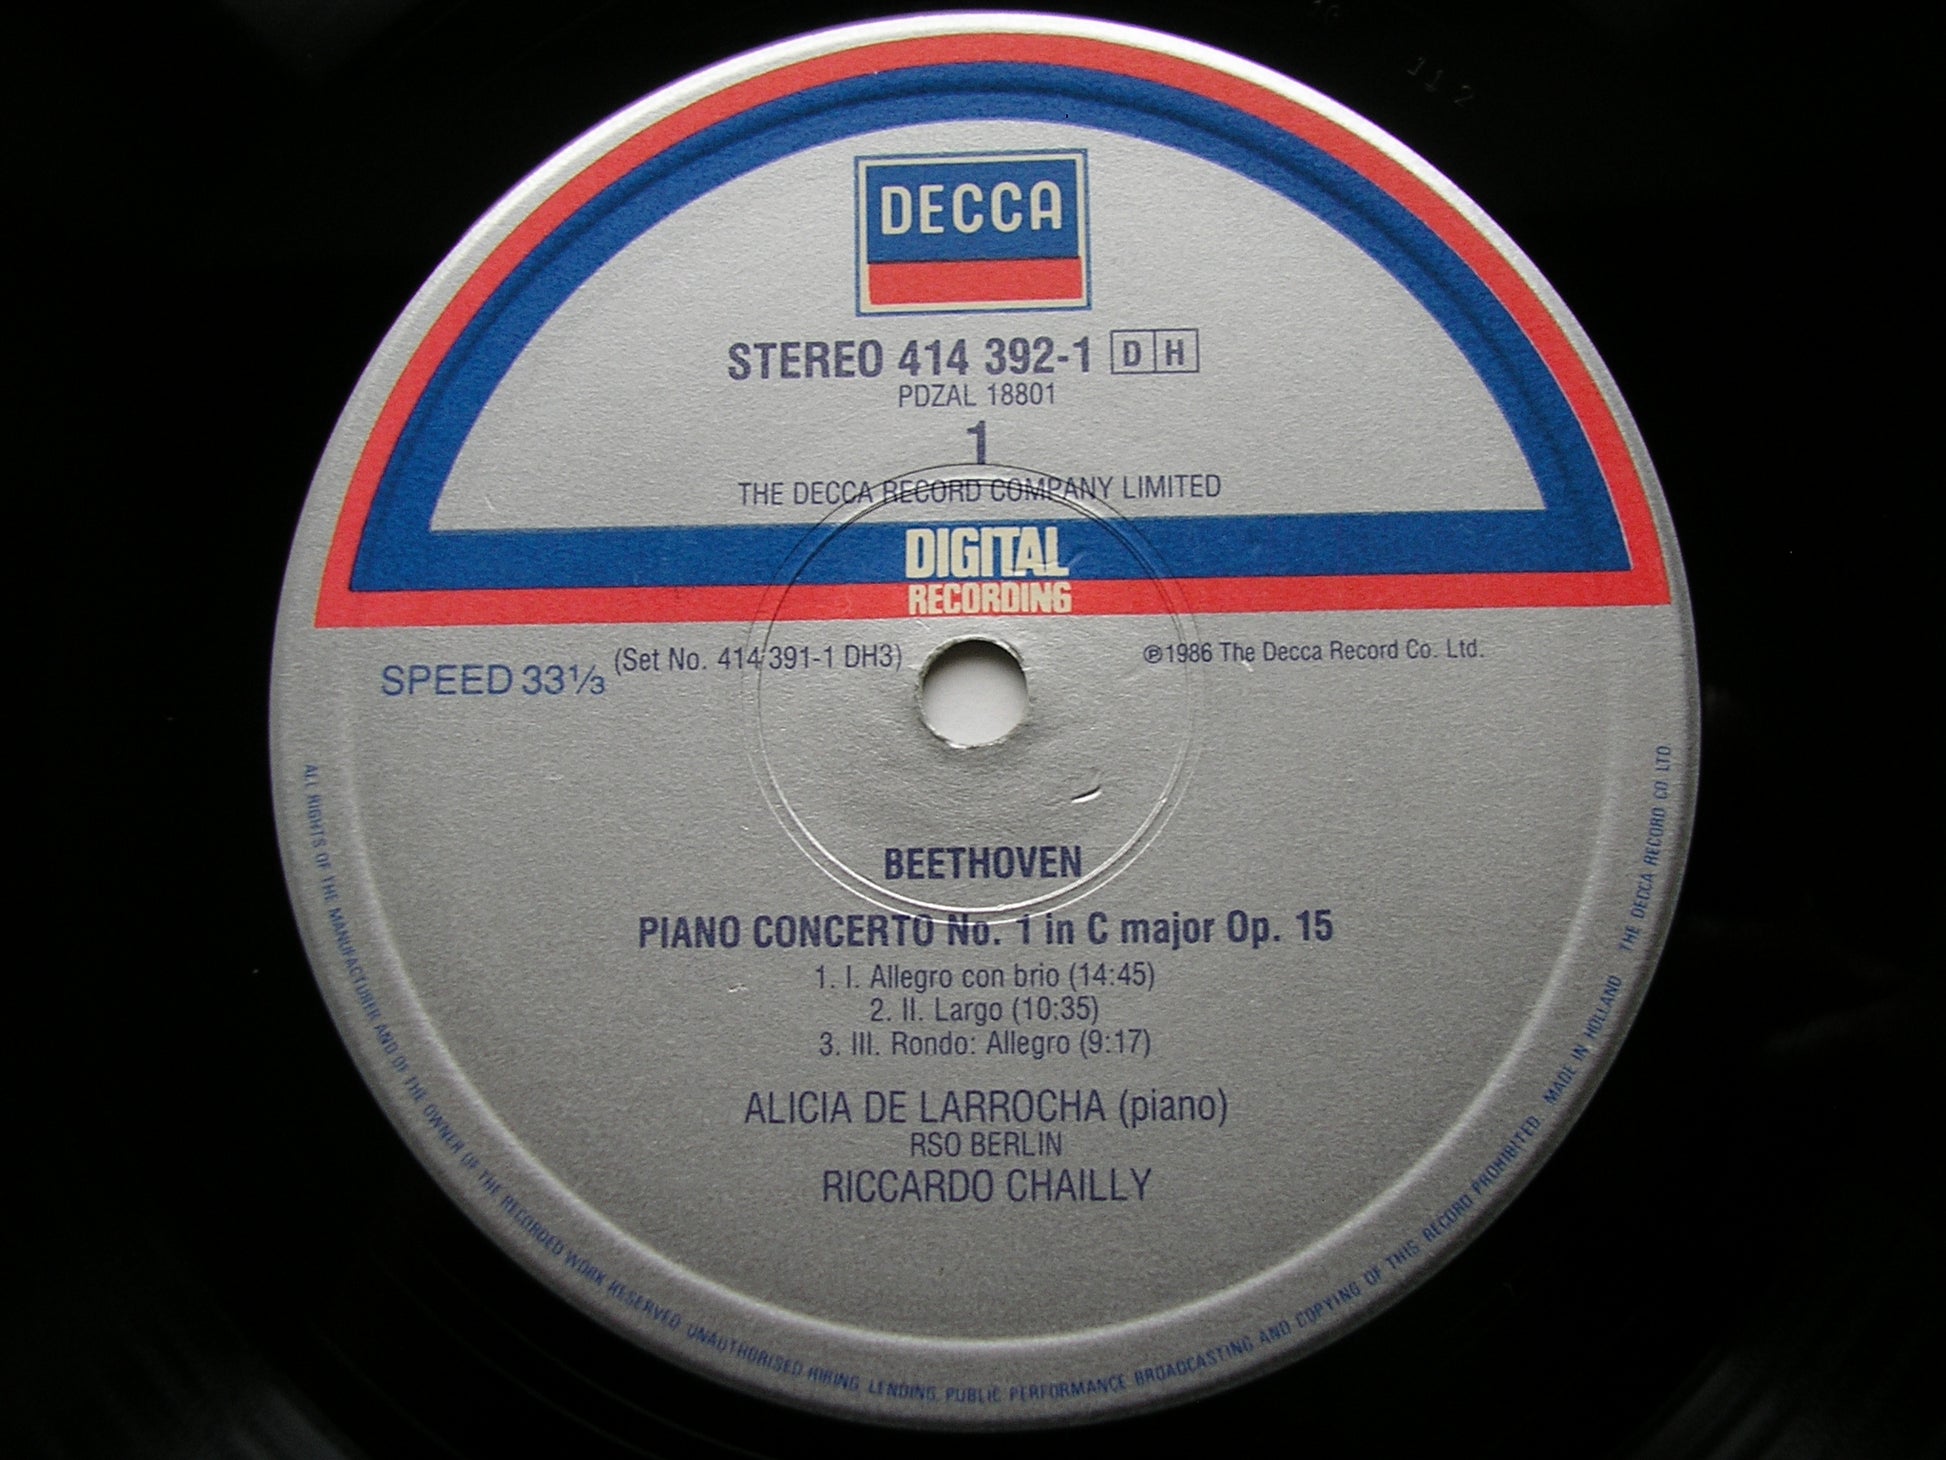 DECCA
STEREO 414 392-1 D H
PDZAL 18801
1
THE DECCA RECORD COMPANY LIMITED
DIGITAL
RECORDING
SPEED 33⅓ (Set No. 414 391-1 DH3)
℗1986 The Decca Record Co. Ltd.
BEETHOVEN
PIANO CONCERTO No. 1 in C major Op. 15
1. I. Allegro con brio (14:45)
2. II. Largo (10:35)
3. III. Rondo: Allegro (9:17)
ALICIA DE LARROCHA (piano)
RSO BERLIN
RICCARDO CHAILLY
ALL RIGHTS OF THE MANUFACTURER AND OF THE OWNER OF THE RECORDED WORK RESERVED. UNAUTHORISED HIRING, LENDING, PUBLIC PERFORMANCE BROADCASTING AND COPYING OF THIS RECORD PROHIBITED. MADE IN HOLLAND THE DECCA RECORD CO LTD
11 2